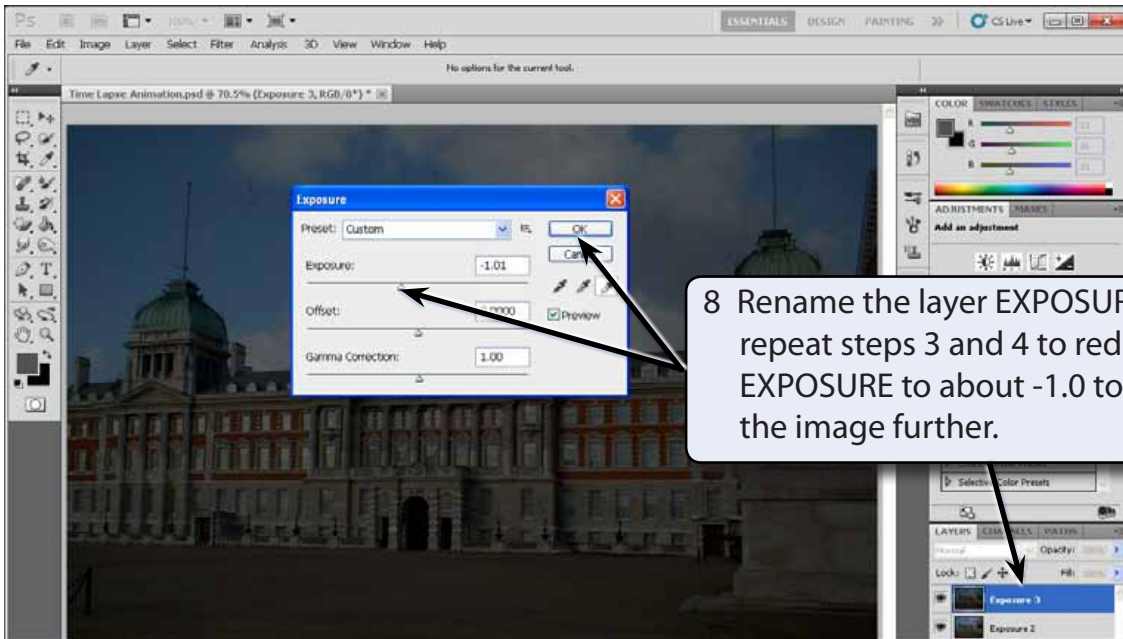 Ps 100% ESSENTIALS DESIGN PAINTING >> CS Live
File Edit Image Layer Select Filter Analysis 3D View Window Help
No options for the current tool.
Time Lapse Animation.psd @ 70.5% (Exposure 3, RGB/8*) *
COLOR SWATCHES STYLES
R
G
B
ADJUSTMENTS MASKS
Add an adjustment
Exposure
Preset: Custom OK
Exposure: -1.01
Offset: Preview
Gamma Correction: 1.00
8 Rename the layer EXPOSUR
repeat steps 3 and 4 to red
EXPOSURE to about -1.0 to
the image further.
Selective Color Presets
LAYERS CHANNELS PATHS
Normal Opacity:
Lock: Fill:
Exposure 3
Exposure 2